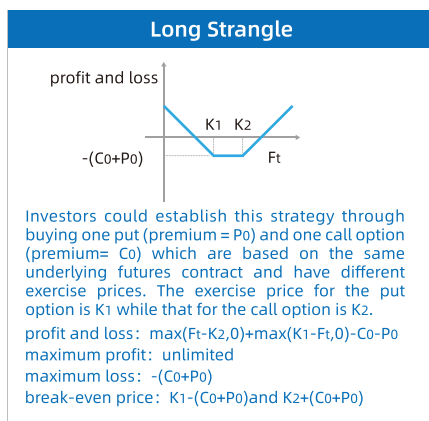 Long Strangle
profit and loss
K1 K2
-(C0+P0)
Ft
Investors could establish this strategy through
buying one put (premium = P0) and one call option
(premium= C0) which are based on the same
underlying futures contract and have different
exercise prices. The exercise price for the put
option is K1 while that for the call option is K2.
profit and loss: max(Ft-K2,0)+max(K1-Ft,0)-C0-P0
maximum profit: unlimited
maximum loss: -(C0+P0)
break-even price: K1-(C0+P0)and K2+(C0+P0)